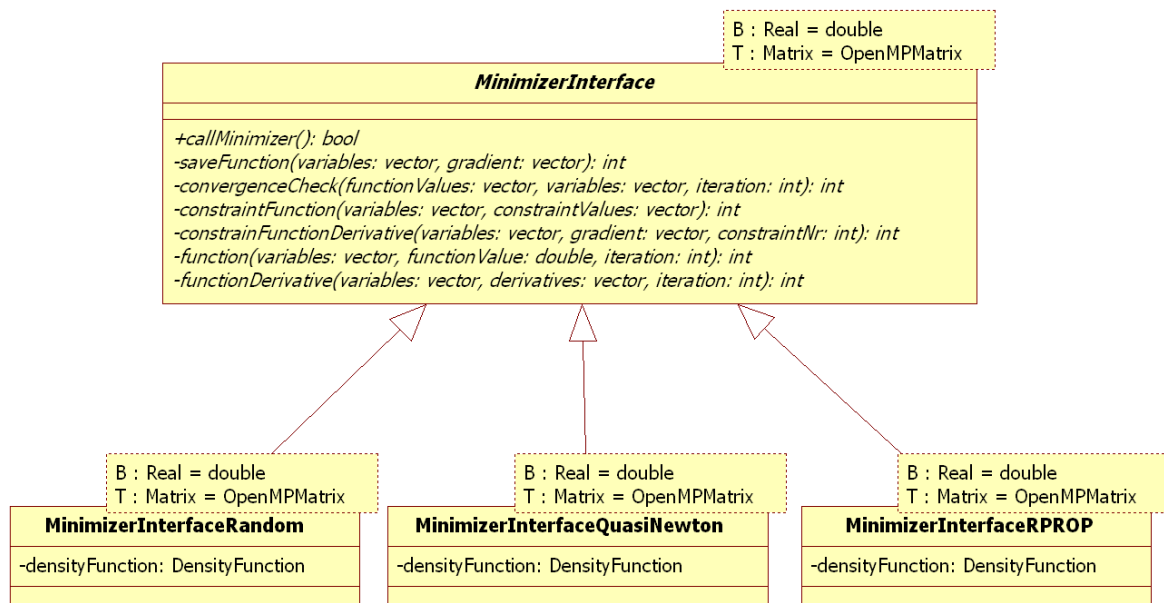 B : Real = double
T : Matrix = OpenMPMatrix
MinimizerInterface
+callMinimizer(): bool
-saveFunction(variables: vector, gradient: vector): int
-convergenceCheck(functionValues: vector, variables: vector, iteration: int): int
-constraintFunction(variables: vector, constraintValues: vector): int
-constrainFunctionDerivative(variables: vector, gradient: vector, constraintNr: int): int
-function(variables: vector, functionValue: double, iteration: int): int
-functionDerivative(variables: vector, derivatives: vector, iteration: int): int
B : Real = double
T : Matrix = OpenMPMatrix
MinimizerInterfaceRandom
-densityFunction: DensityFunction
B : Real = double
T : Matrix = OpenMPMatrix
MinimizerInterfaceQuasiNewton
-densityFunction: DensityFunction
B : Real = double
T : Matrix = OpenMPMatrix
MinimizerInterfaceRPROP
-densityFunction: DensityFunction